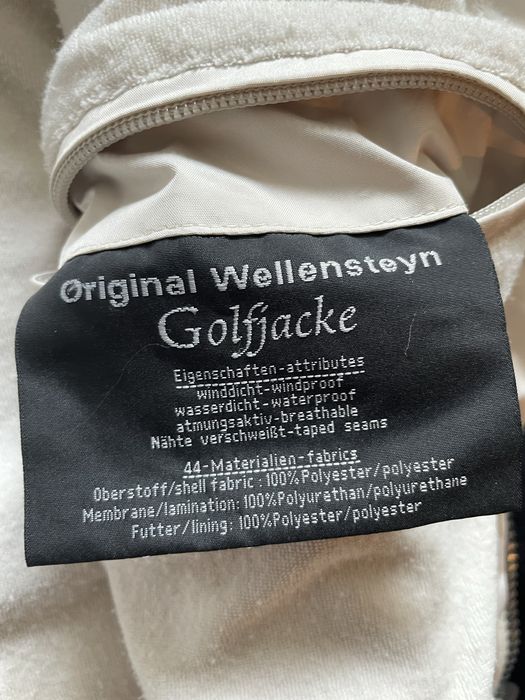 Original Wellensteyn
Golfjacke
Eigenschaften-attributes
winddicht-windproof
wasserdicht-waterproof
atmungsaktiv-breathable
Nähte verschweißt-taped seams
44-Materialien-fabrics
Oberstoff/shell fabric:100%Polyester/polyester
Membrane/lamination:100%Polyurethan/polyurethane
Futter/lining:100%Polyester/polyester